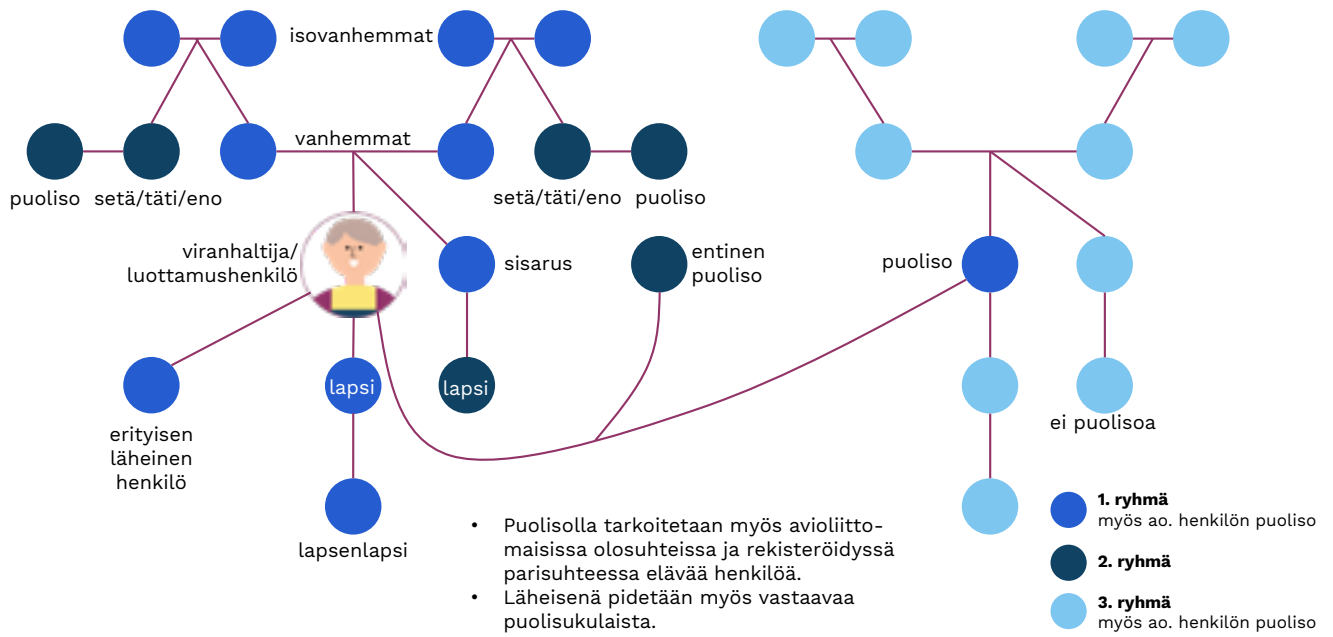 isovanhemmat
vanhemmat
puoliso
setä/täti/eno
setä/täti/eno
puoliso
viranhaltija/
luottamushenkilö
sisarus
entinen
puoliso
puoliso
lapsi
lapsi
erityisen
läheinen
henkilö
ei puolisoa
lapsenlapsi
• Puolisolla tarkoitetaan myös avioliitto-
maisissa olosuhteissa ja rekisteröidyssä
parisuhteessa elävää henkilöä.
• Läheisenä pidetään myös vastaavaa
puolisukulaista.
1. ryhmä
myös ao. henkilön puoliso
2. ryhmä
3. ryhmä
myös ao. henkilön puoliso